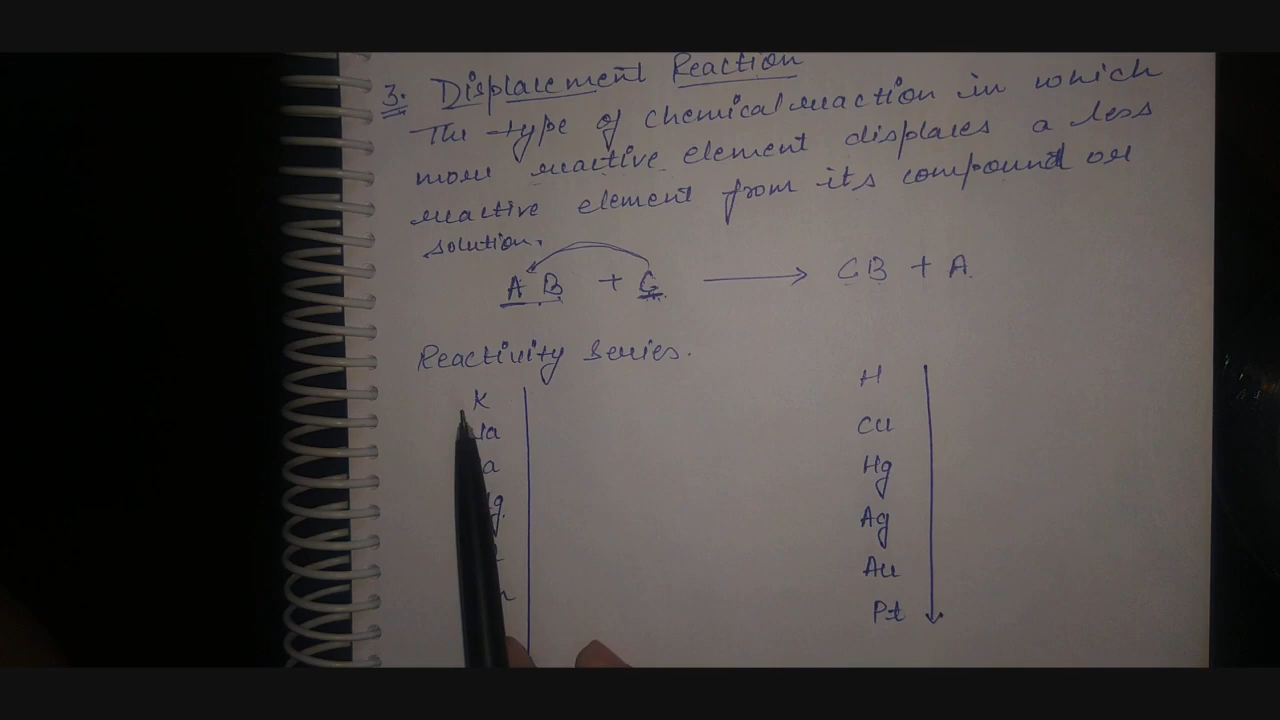 3. Displacement Reaction
The type of chemical reaction in which
more reactive element displaces a less
reactive element from its compound or
solution.
AB + C → CB + A
Reactivity Series.
K
H
Cu
Hg
Ag
Au
Pt